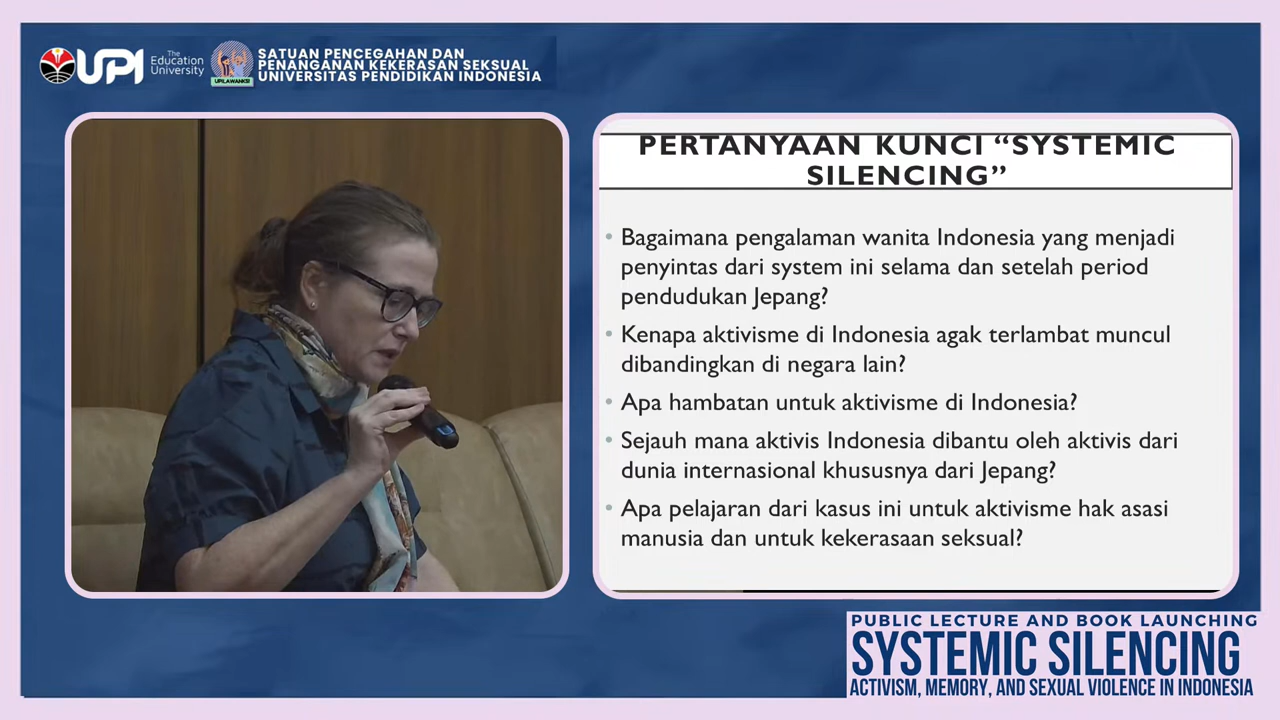 UPI
The
Education
University
UPILAWANKS!
SATUAN PENCEGAHAN DAN
PENANGANAN KEKERASAN SEKSUAL
UNIVERSITAS PENDIDIKAN INDONESIA
PERTANYAAN KUNCI “SYSTEMIC
SILENCING”
• Bagaimana pengalaman wanita Indonesia yang menjadi
penyintas dari system ini selama dan setelah period
pendudukan Jepang?
• Kenapa aktivisme di Indonesia agak terlambat muncul
dibandingkan di negara lain?
• Apa hambatan untuk aktivisme di Indonesia?
• Sejauh mana aktivis Indonesia dibantu oleh aktivis dari
dunia internasional khususnya dari Jepang?
• Apa pelajaran dari kasus ini untuk aktivisme hak asasi
manusia dan untuk kekerasaan seksual?
PUBLIC LECTURE AND BOOK LAUNCHING
SYSTEMIC SILENCING
ACTIVISM, MEMORY, AND SEXUAL VIOLENCE IN INDONESIA